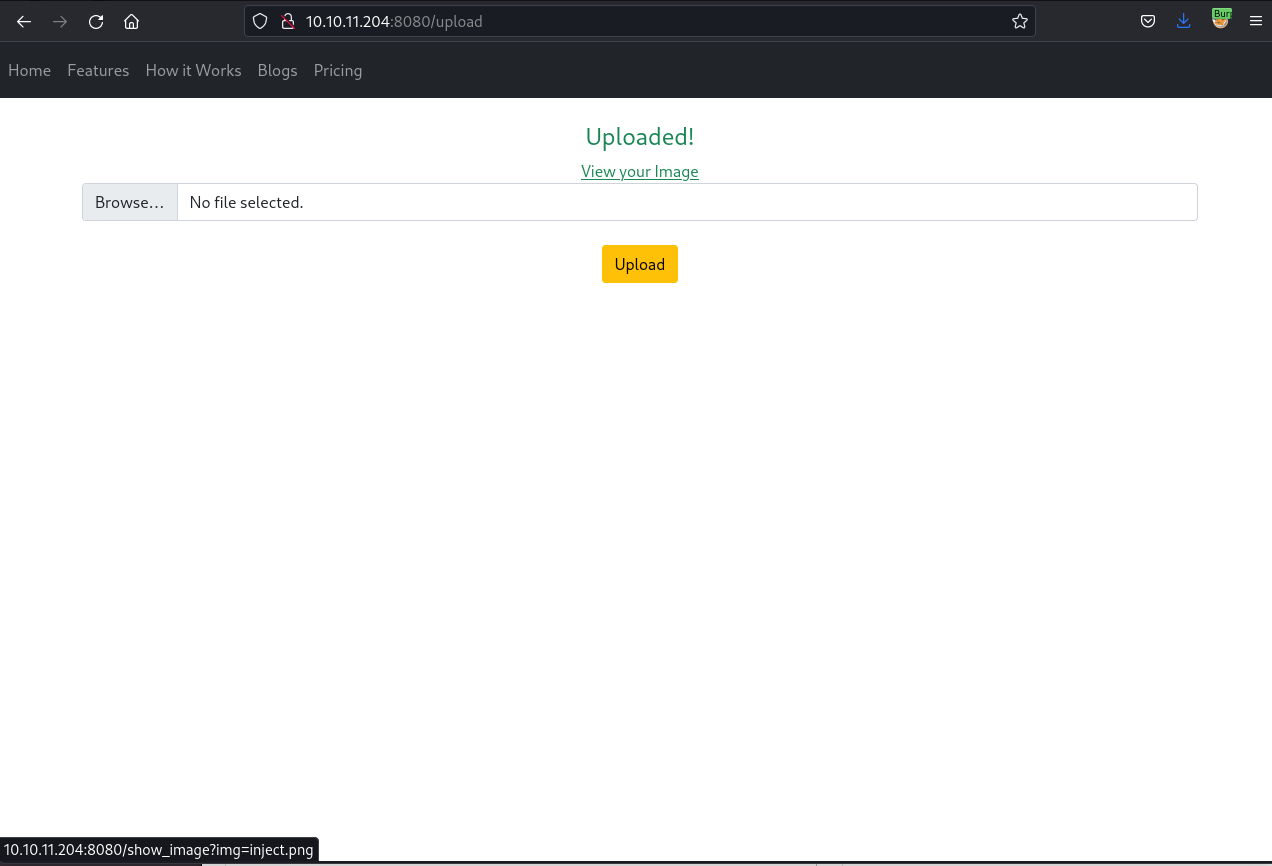 10.10.11.204:8080/upload
Burp
Home Features How it Works Blogs Pricing
Uploaded!
View your Image
Browse... No file selected.
Upload
10.10.11.204:8080/show_image?img=inject.png